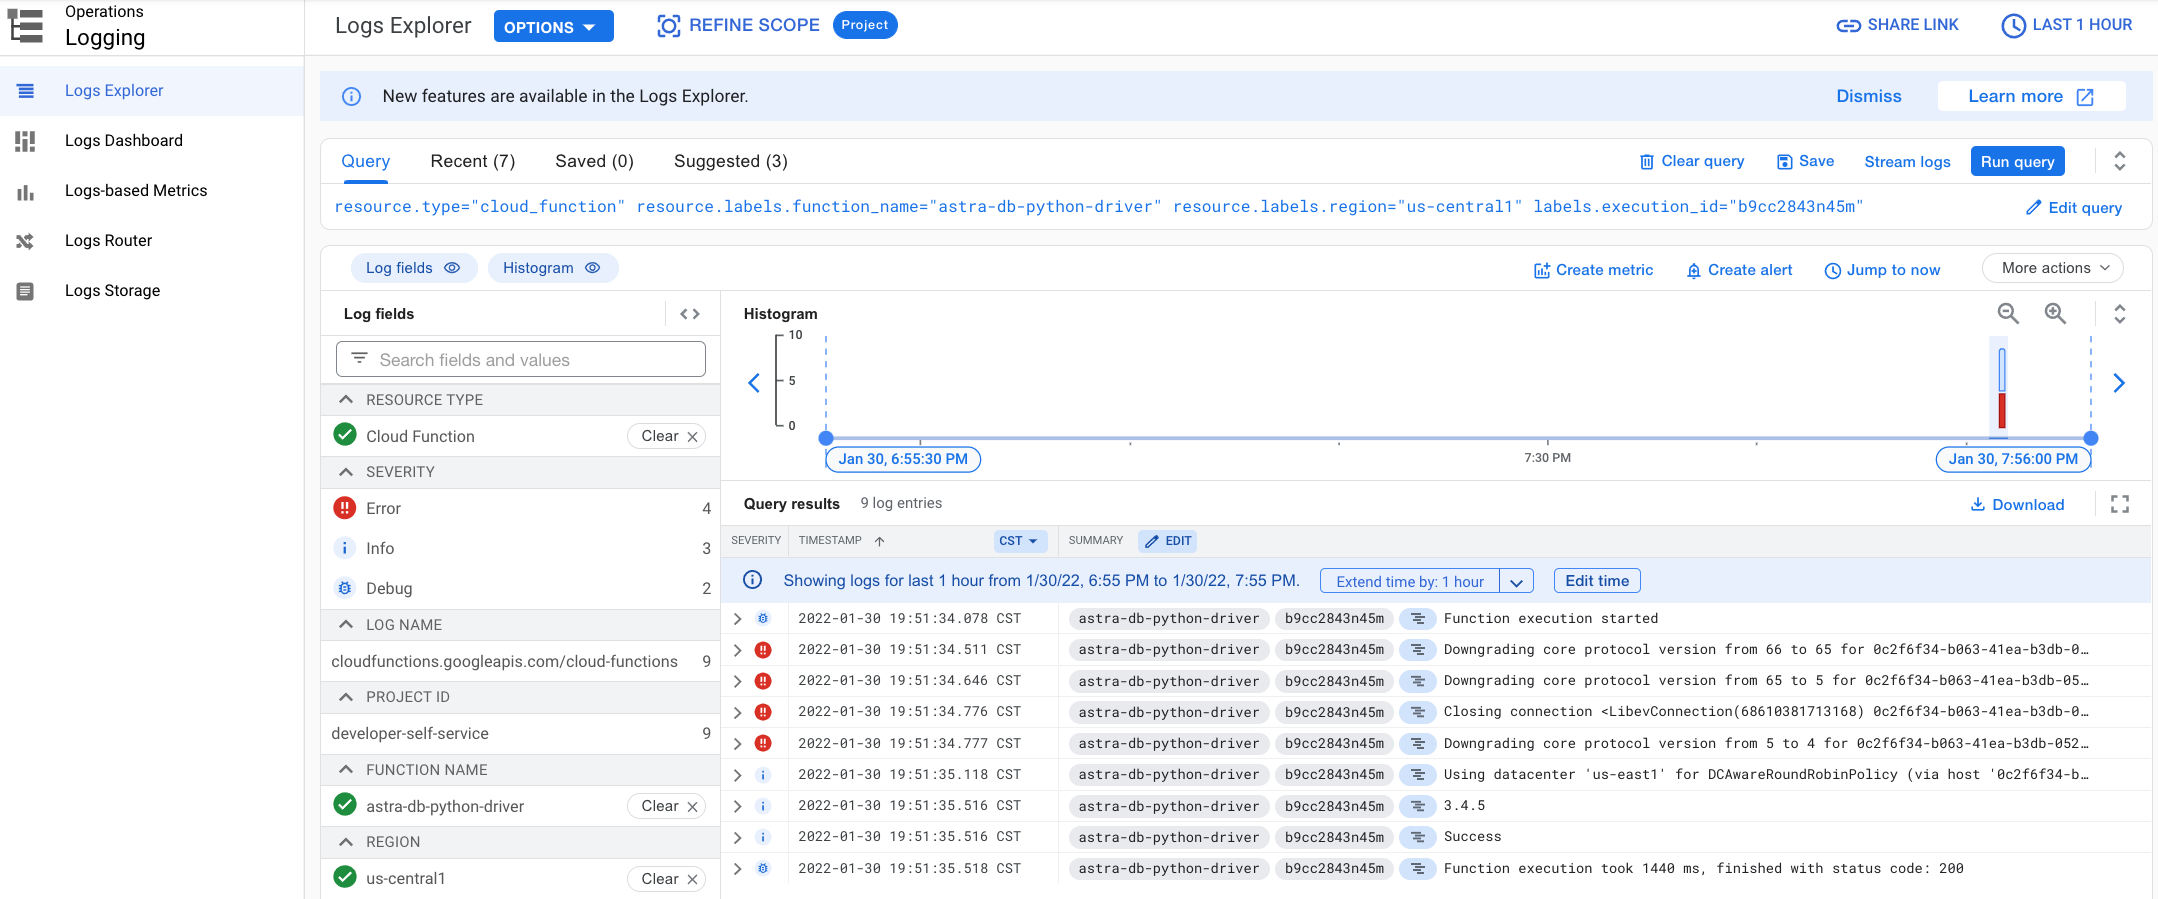 Operations
Logging
Logs Explorer
OPTIONS
REFINE SCOPE
Project
SHARE LINK
LAST 1 HOUR
Logs Explorer
Logs Dashboard
Logs-based Metrics
Logs Router
Logs Storage
New features are available in the Logs Explorer.
Dismiss
Learn more
Query
Recent (7)
Saved (0)
Suggested (3)
Clear query
Save
Stream logs
Run query
resource.type="cloud_function" resource.labels.function_name="astra-db-python-driver" resource.labels.region="us-central1" labels.execution_id="b9cc2843n45m"
Edit query
Log fields
Histogram
Create metric
Create alert
Jump to now
More actions
Log fields
Search fields and values
RESOURCE TYPE
Cloud Function
Clear
SEVERITY
Error 4
Info 3
Debug 2
LOG NAME
cloudfunctions.googleapis.com/cloud-functions 9
PROJECT ID
developer-self-service 9
FUNCTION NAME
astra-db-python-driver
Clear
REGION
us-central1
Clear
Histogram
10
5
0
Jan 30, 6:55:30 PM
7:30 PM
Jan 30, 7:56:00 PM
Query results
9 log entries
Download
SEVERITY
TIMESTAMP
CST
SUMMARY
EDIT
Showing logs for last 1 hour from 1/30/22, 6:55 PM to 1/30/22, 7:55 PM.
Extend time by: 1 hour
Edit time
2022-01-30 19:51:34.078 CST astra-db-python-driver b9cc2843n45m Function execution started
2022-01-30 19:51:34.511 CST astra-db-python-driver b9cc2843n45m Downgrading core protocol version from 66 to 65 for 0c2f6f34-b063-41ea-b3db-0…
2022-01-30 19:51:34.646 CST astra-db-python-driver b9cc2843n45m Downgrading core protocol version from 65 to 5 for 0c2f6f34-b063-41ea-b3db-05…
2022-01-30 19:51:34.776 CST astra-db-python-driver b9cc2843n45m Closing connection <LibevConnection(68610381713168) 0c2f6f34-b063-41ea-b3db-0…
2022-01-30 19:51:34.777 CST astra-db-python-driver b9cc2843n45m Downgrading core protocol version from 5 to 4 for 0c2f6f34-b063-41ea-b3db-052…
2022-01-30 19:51:35.118 CST astra-db-python-driver b9cc2843n45m Using datacenter 'us-east1' for DCAwareRoundRobinPolicy (via host '0c2f6f34-b…
2022-01-30 19:51:35.516 CST astra-db-python-driver b9cc2843n45m 3.4.5
2022-01-30 19:51:35.516 CST astra-db-python-driver b9cc2843n45m Success
2022-01-30 19:51:35.518 CST astra-db-python-driver b9cc2843n45m Function execution took 1440 ms, finished with status code: 200